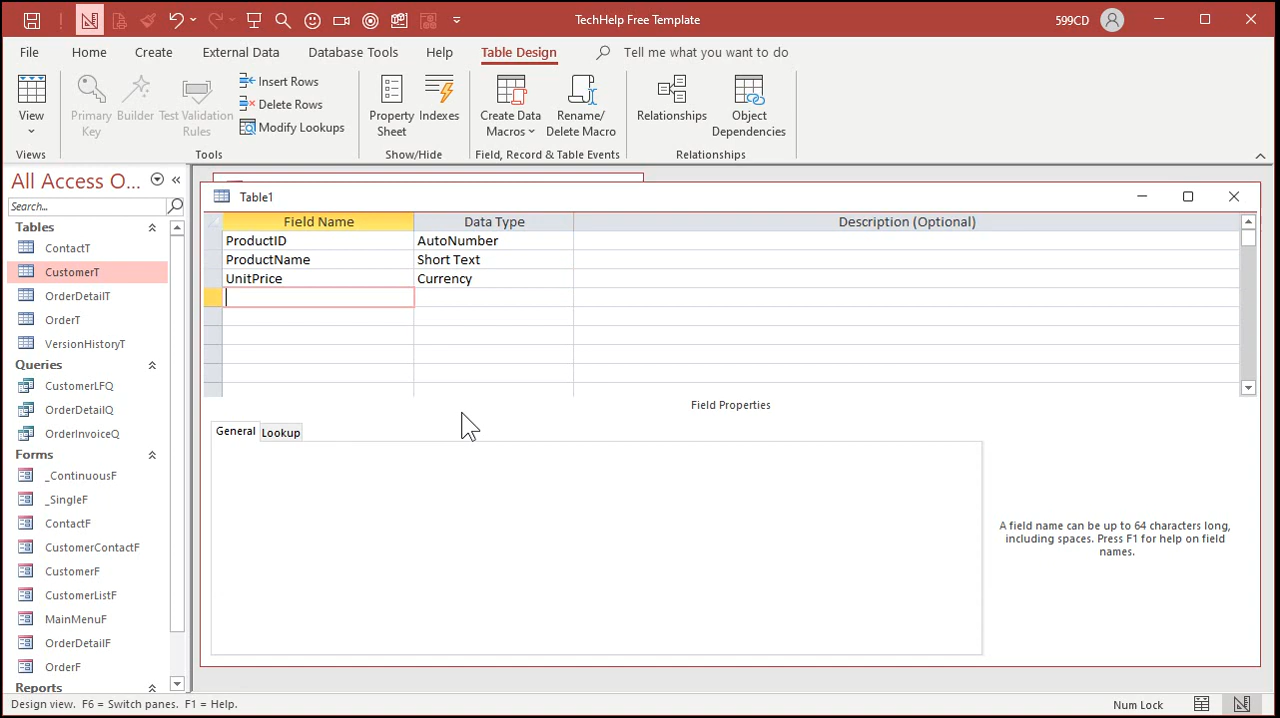 TechHelp Free Template
599CD
File
Home
Create
External Data
Database Tools
Help
Table Design
Tell me what you want to do
View
Primary
Key
Builder
Test Validation
Rules
Insert Rows
Delete Rows
Modify Lookups
Property
Sheet
Indexes
Create Data
Macros
Rename/
Delete Macro
Relationships
Object
Dependencies
Views
Tools
Show/Hide
Field, Record & Table Events
Relationships
All Access O...
Search...
Tables
ContactT
CustomerT
OrderDetailT
OrderT
VersionHistoryT
Queries
CustomerLFQ
OrderDetailQ
OrderInvoiceQ
Forms
_ContinuousF
_SingleF
ContactF
CustomerContactF
CustomerF
CustomerListF
MainMenuF
OrderDetailF
OrderF
Reports
Table1
Field Name
Data Type
Description (Optional)
ProductID
AutoNumber
ProductName
Short Text
UnitPrice
Currency
Field Properties
General
Lookup
A field name can be up to 64 characters long,
including spaces. Press F1 for help on field
names.
Design view. F6 = Switch panes. F1 = Help.
Num Lock